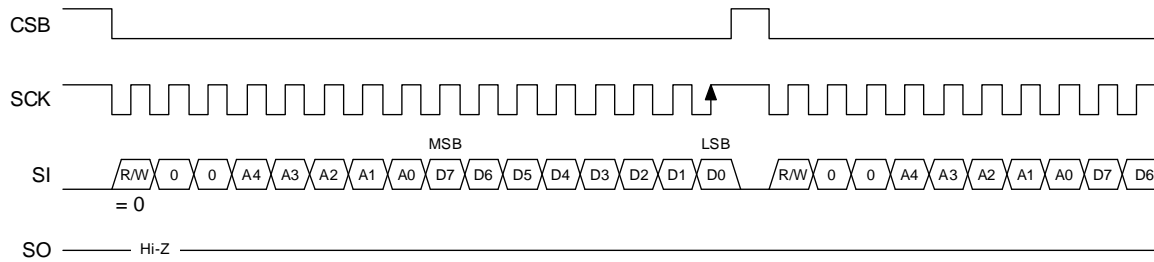 CSB
SCK
MSB LSB
SI R/W 0 0 A4 A3 A2 A1 A0 D7 D6 D5 D4 D3 D2 D1 D0 R/W 0 0 A4 A3 A2 A1 A0 D7 D6
= 0
SO Hi-Z